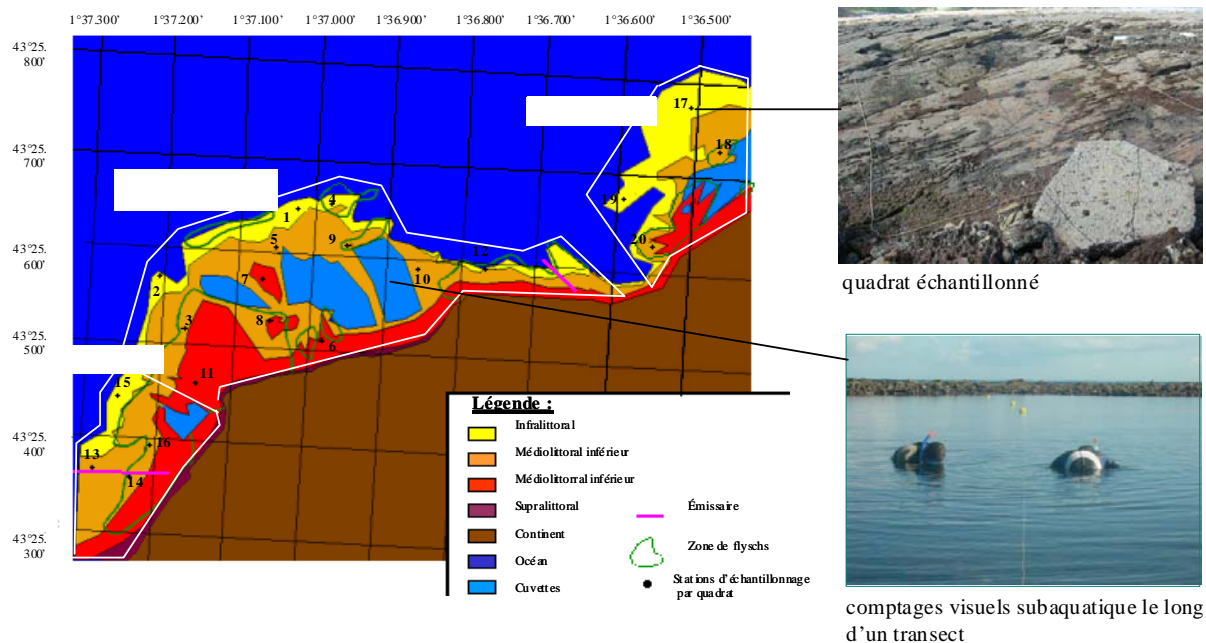 1°37.300' 1°37.200' 1°37.100' 1°37.000' 1°36.900' 1°36.800' 1°36.700' 1°36.600' 1°36.500'
43°25.
800'
43°25.
700'
43°25.
600'
43°25.
500'
43°25.
400'
43°25.
300'
17
18
19
20
4
1
5
9
12
10
2
7
3
8
6
11
15
16
13
14
Légende :
Infralittoral
Médiolittoral inférieur
Médiolittorral inférieur
Supralittoral
Continent
Océan
Cuvettes
Émissaire
Zone de flyschs
Stations d'échantillonnage
par quadrat
quadrat échantillonné
comptages visuels subaquatique le long
d'un transect